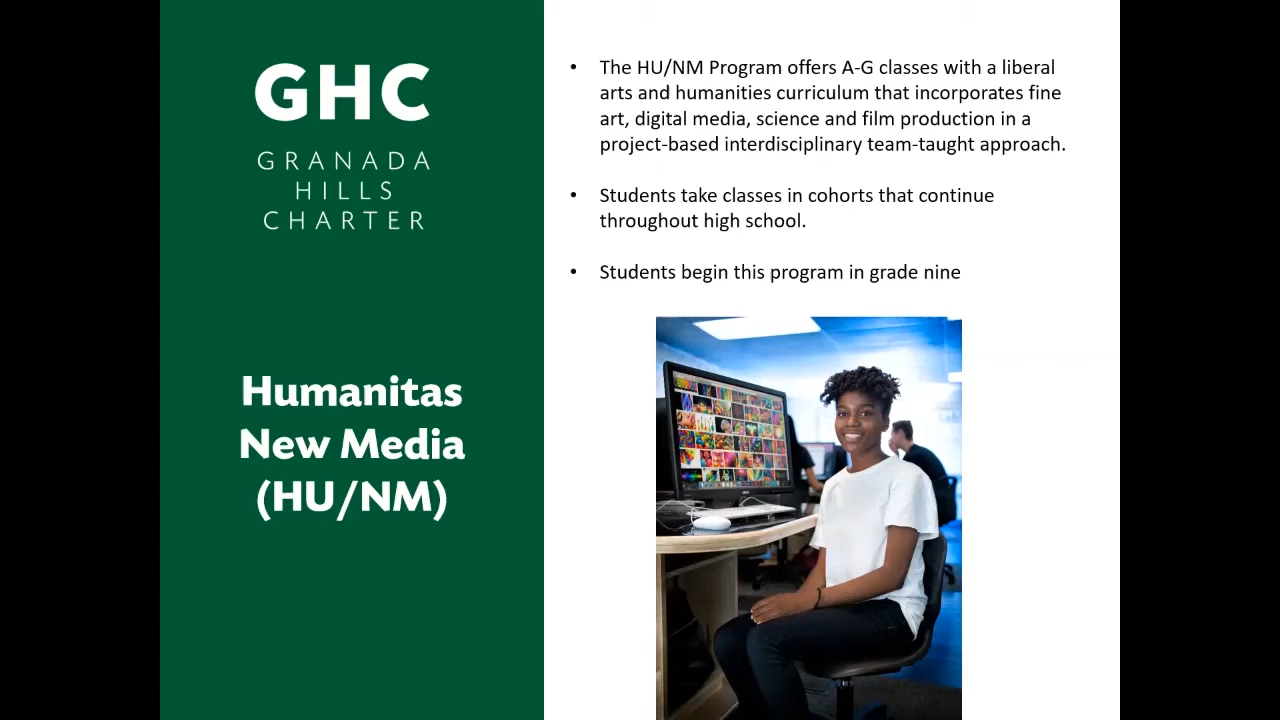 GHC
GRANADA
HILLS
CHARTER
Humanitas
New Media
(HU/NM)
• The HU/NM Program offers A-G classes with a liberal
arts and humanities curriculum that incorporates fine
art, digital media, science and film production in a
project-based interdisciplinary team-taught approach.
• Students take classes in cohorts that continue
throughout high school.
• Students begin this program in grade nine